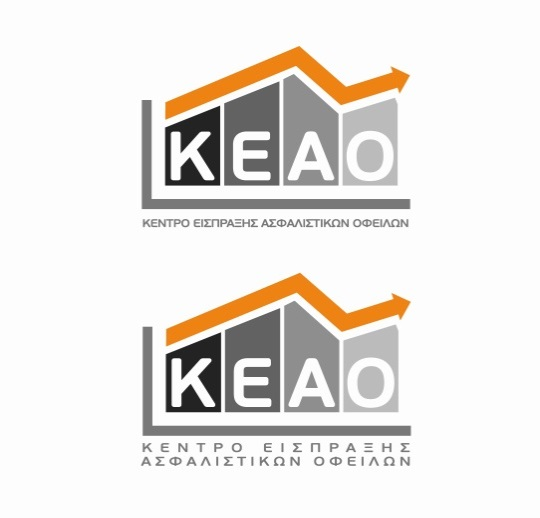 ΚΕΑΟ
ΚΕΝΤΡΟ ΕΙΣΠΡΑΞΗΣ ΑΣΦΑΛΙΣΤΙΚΩΝ ΟΦΕΙΛΩΝ
ΚΕΑΟ
ΚΕΝΤΡΟ ΕΙΣΠΡΑΞΗΣ
ΑΣΦΑΛΙΣΤΙΚΩΝ ΟΦΕΙΛΩΝ